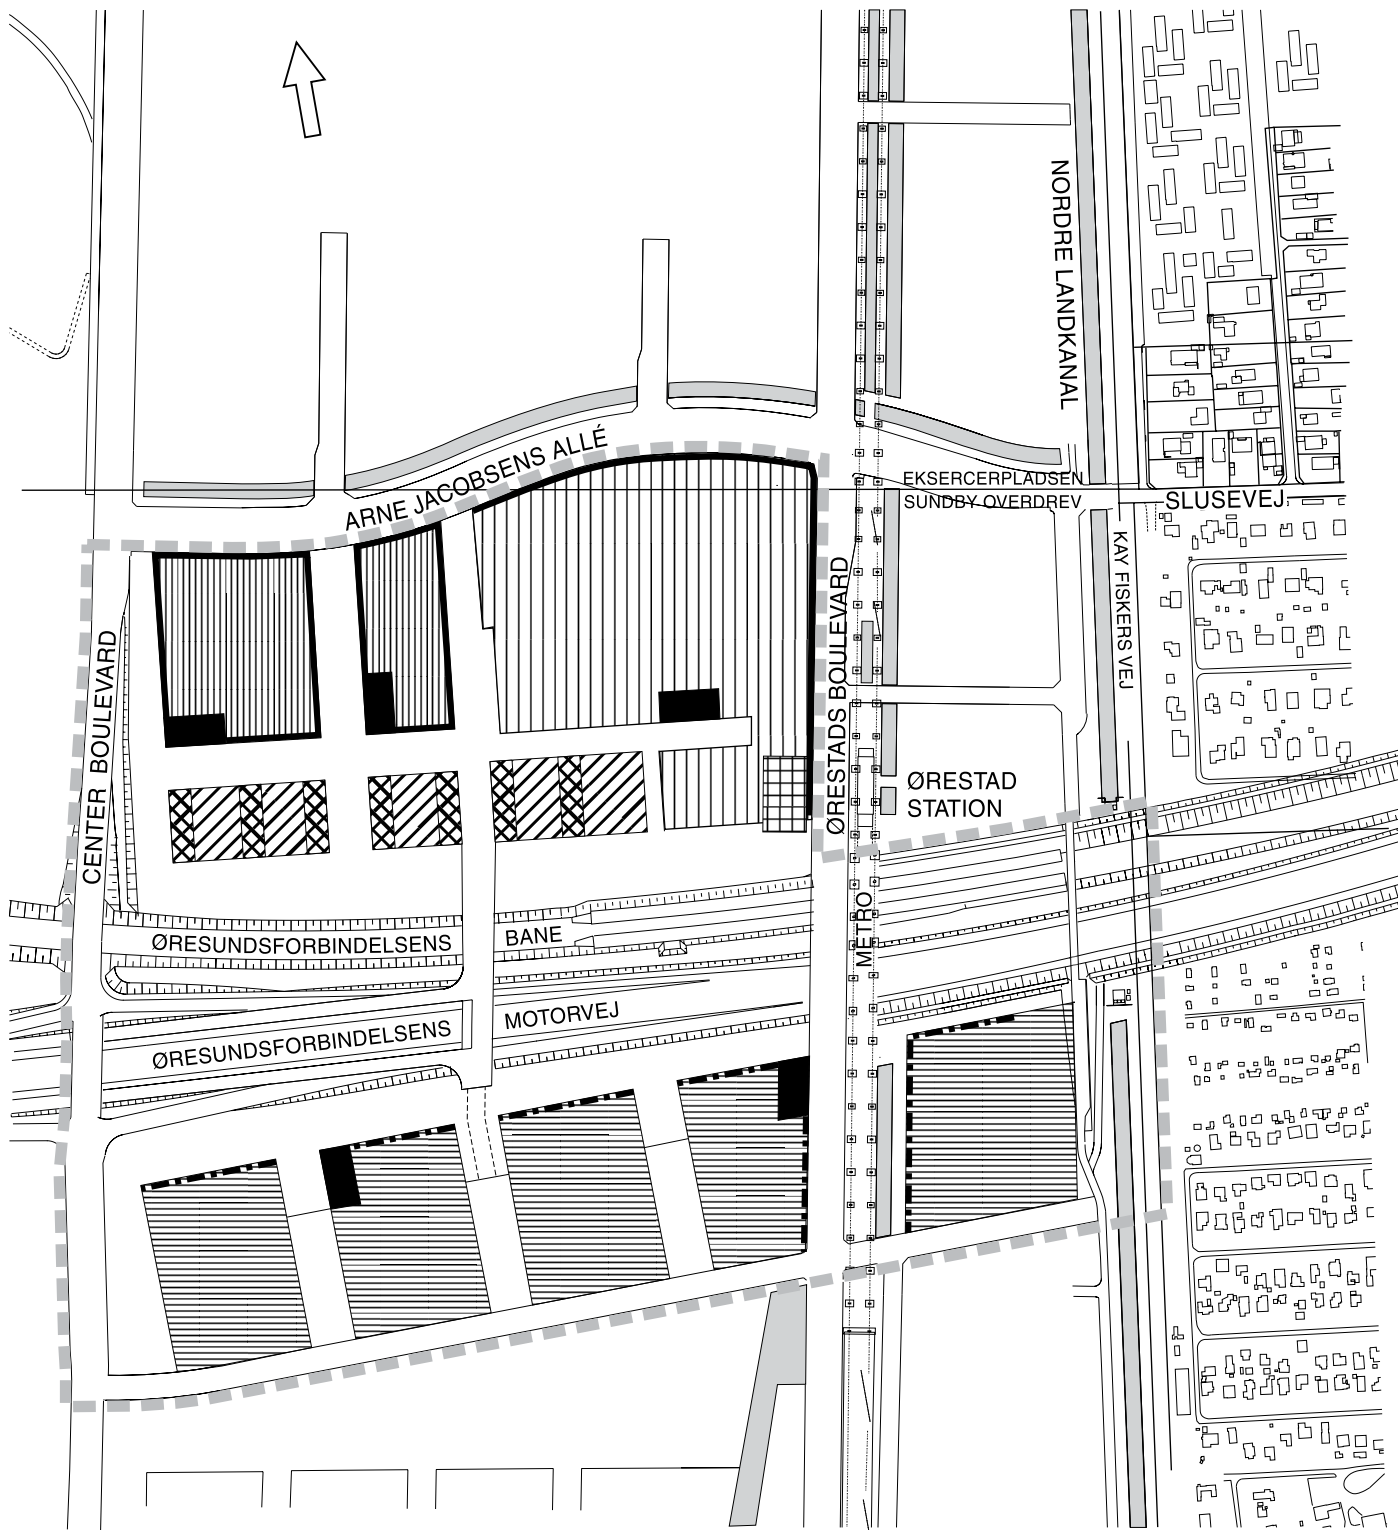 NORDRE LANDKANAL
ARNE JACOBSENS ALLÉ
EKSERCERPLADSEN
SUNDBY OVERDREV
SLUSEVEJ
KAY FISKERS VEJ
CENTER BOULEVARD
ØRESTADS BOULEVARD
ØRESTAD
STATION
METRO
ØRESUNDSFORBINDELSENS
BANE
ØRESUNDSFORBINDELSENS
MOTORVEJ